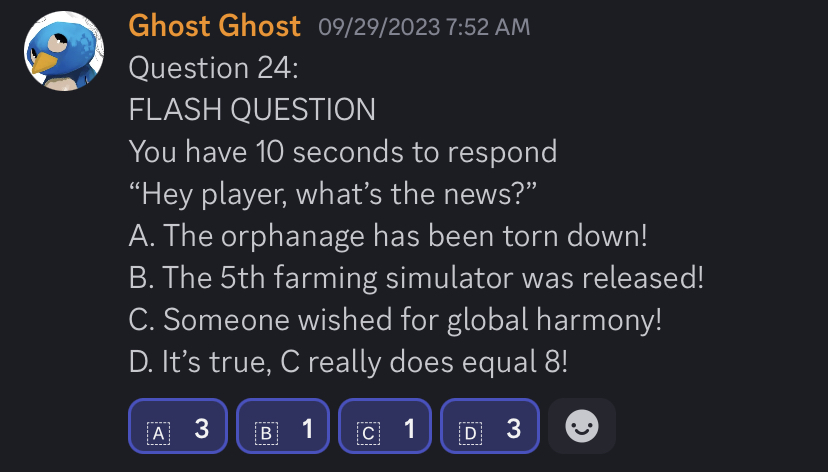 Ghost Ghost 09/29/2023 7:52 AM
Question 24:
FLASH QUESTION
You have 10 seconds to respond
“Hey player, what’s the news?”
A. The orphanage has been torn down!
B. The 5th farming simulator was released!
C. Someone wished for global harmony!
D. It’s true, C really does equal 8!
A 3 B 1 C 1 D 3